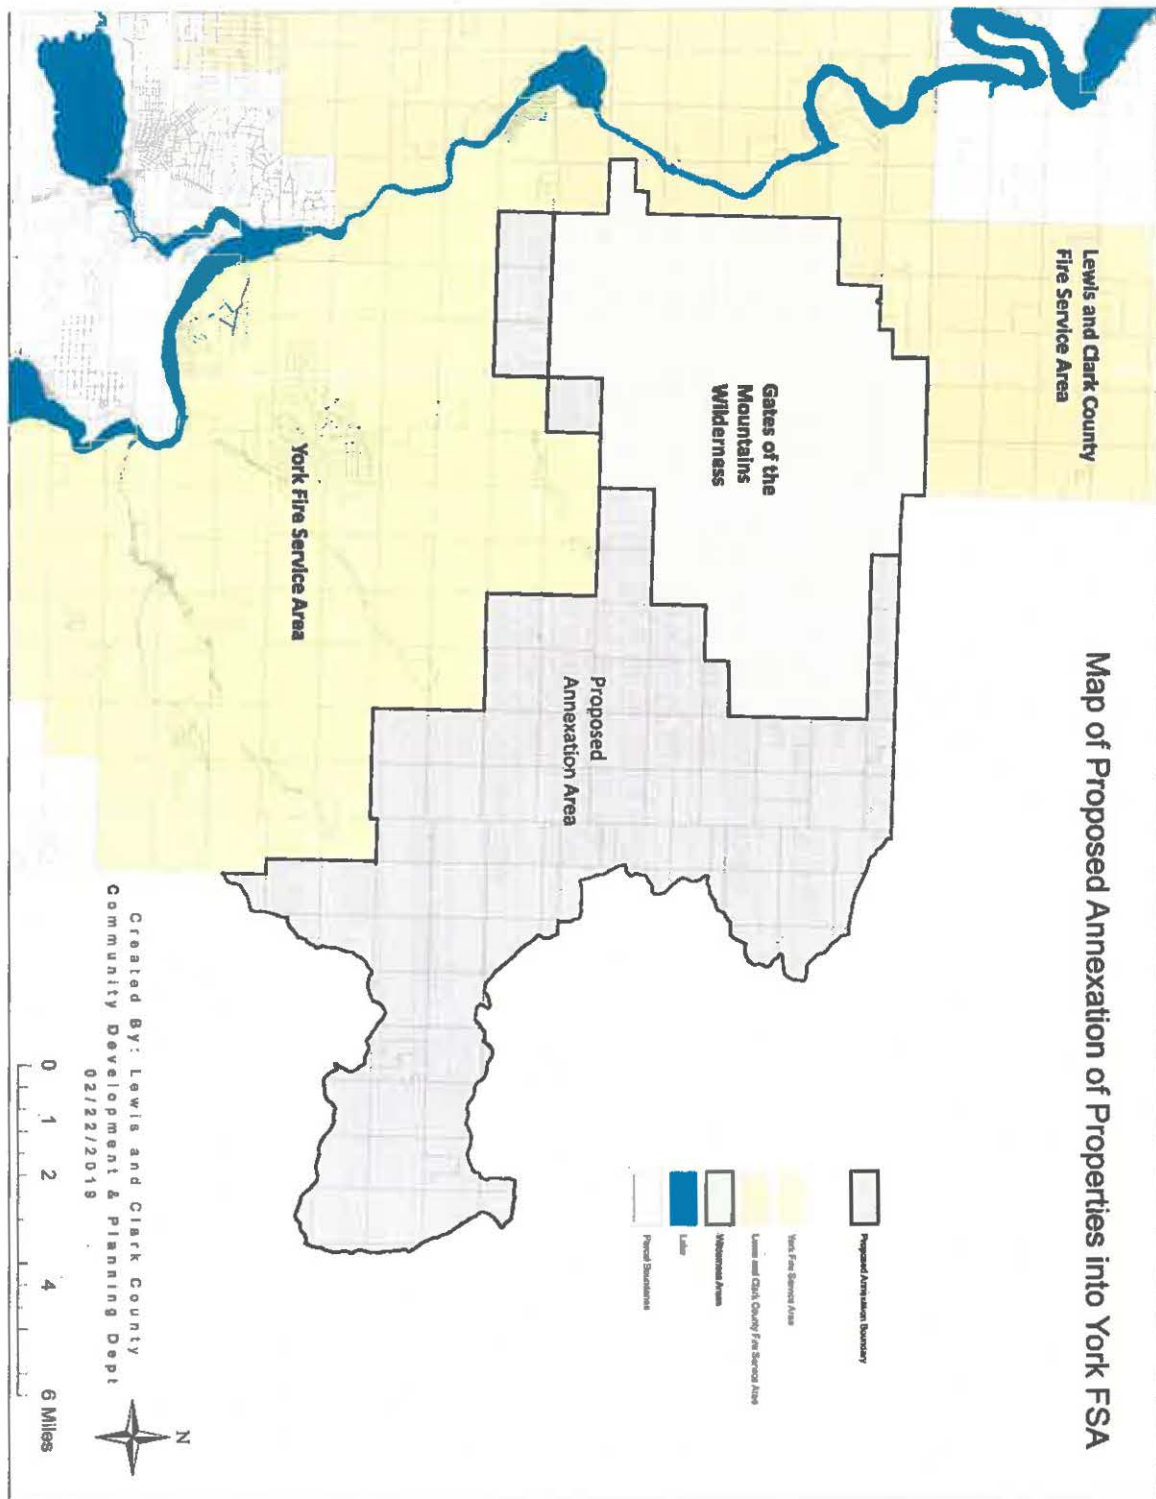 Map of Proposed Annexation of Properties into York FSA
Lewis and Clark County
Fire Service Area
Gates of the
Mountains
Wilderness
Proposed
Annexation Area
York Fire Service Area
Proposed Annexation Boundary
York Fire Service Area
Lewis and Clark County Fire Service Area
Wilderness Areas
Lake
Parcel Boundaries
Created By: Lewis and Clark County
Community Development & Planning Dept
02/22/2019
N
0 1 2 4 6 Miles